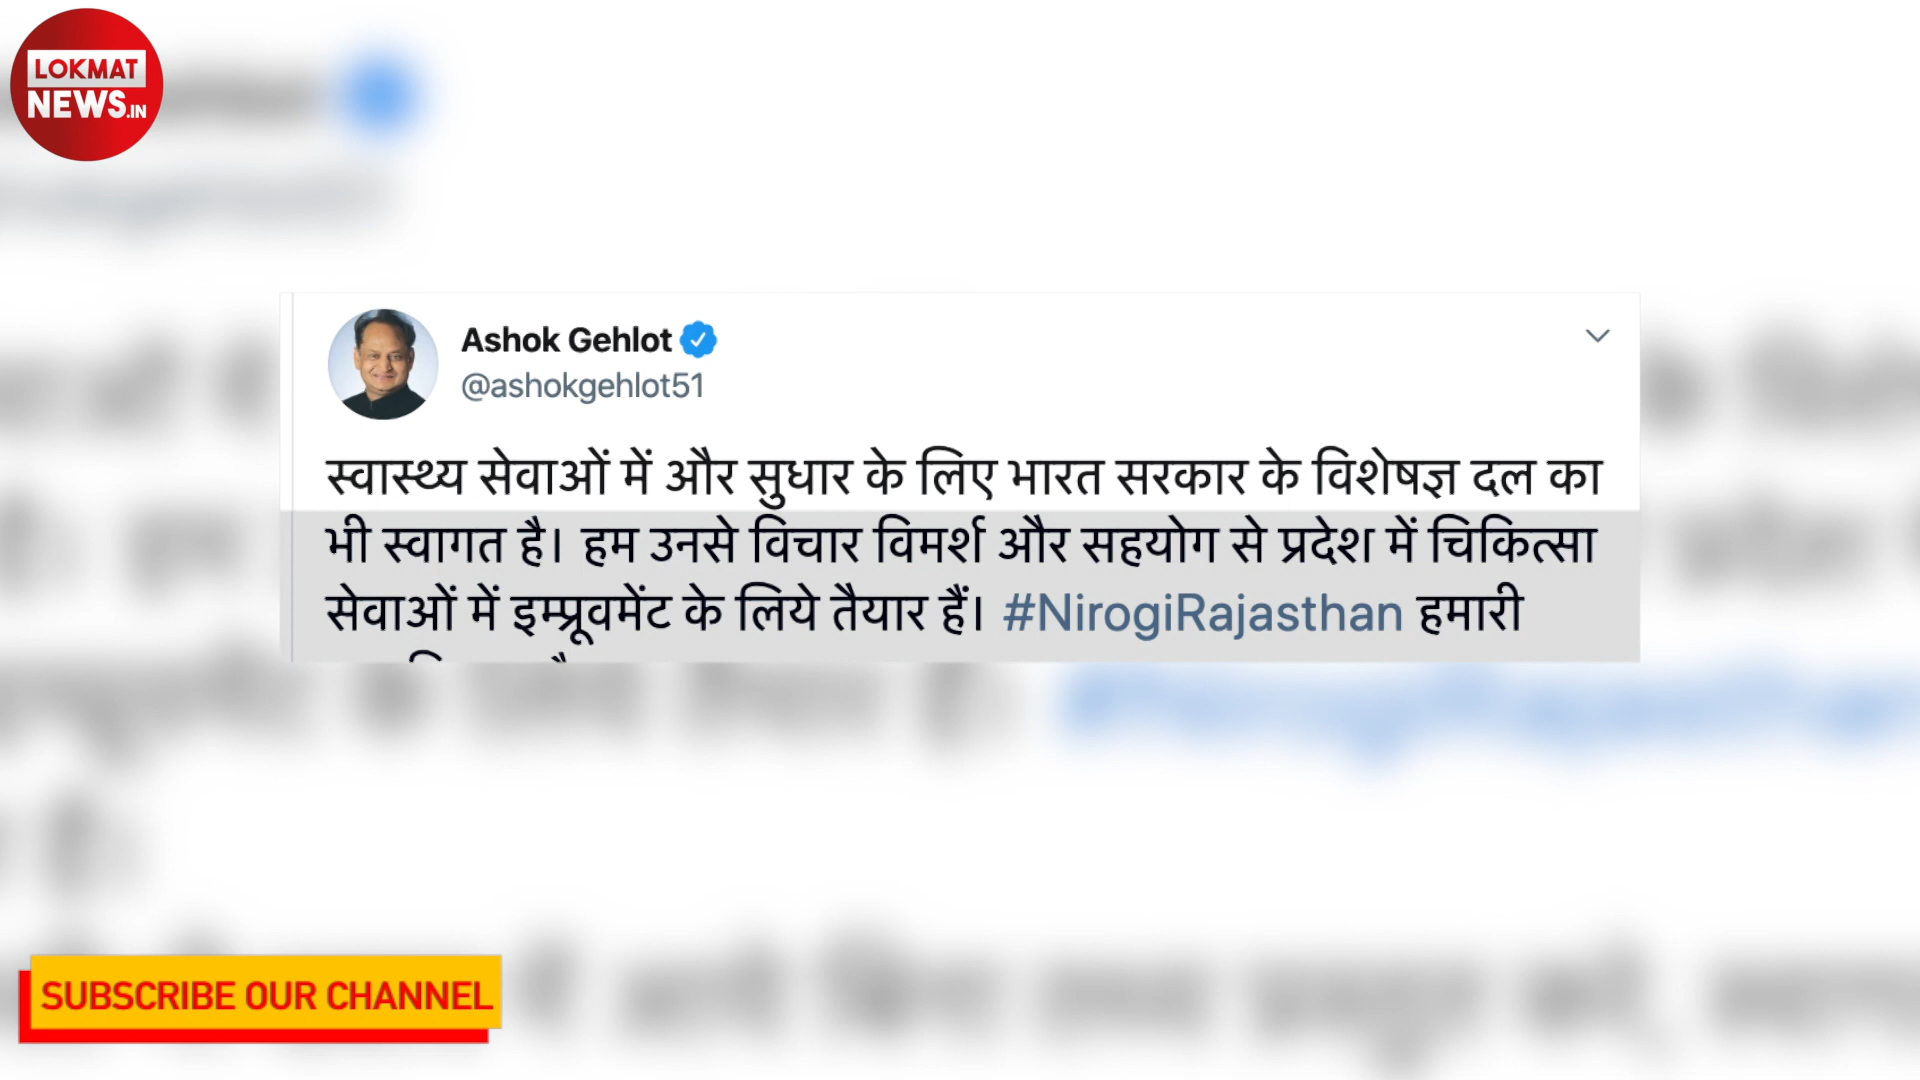 LOKMAT
NEWS.IN
Ashok Gehlot
@ashokgehlot51
स्वास्थ्य सेवाओं में और सुधार के लिए भारत सरकार के विशेषज्ञ दल का
भी स्वागत है। हम उनसे विचार विमर्श और सहयोग से प्रदेश में चिकित्सा
सेवाओं में इम्प्रूवमेंट के लिये तैयार हैं। #NirogiRajasthan हमारी
SUBSCRIBE OUR CHANNEL